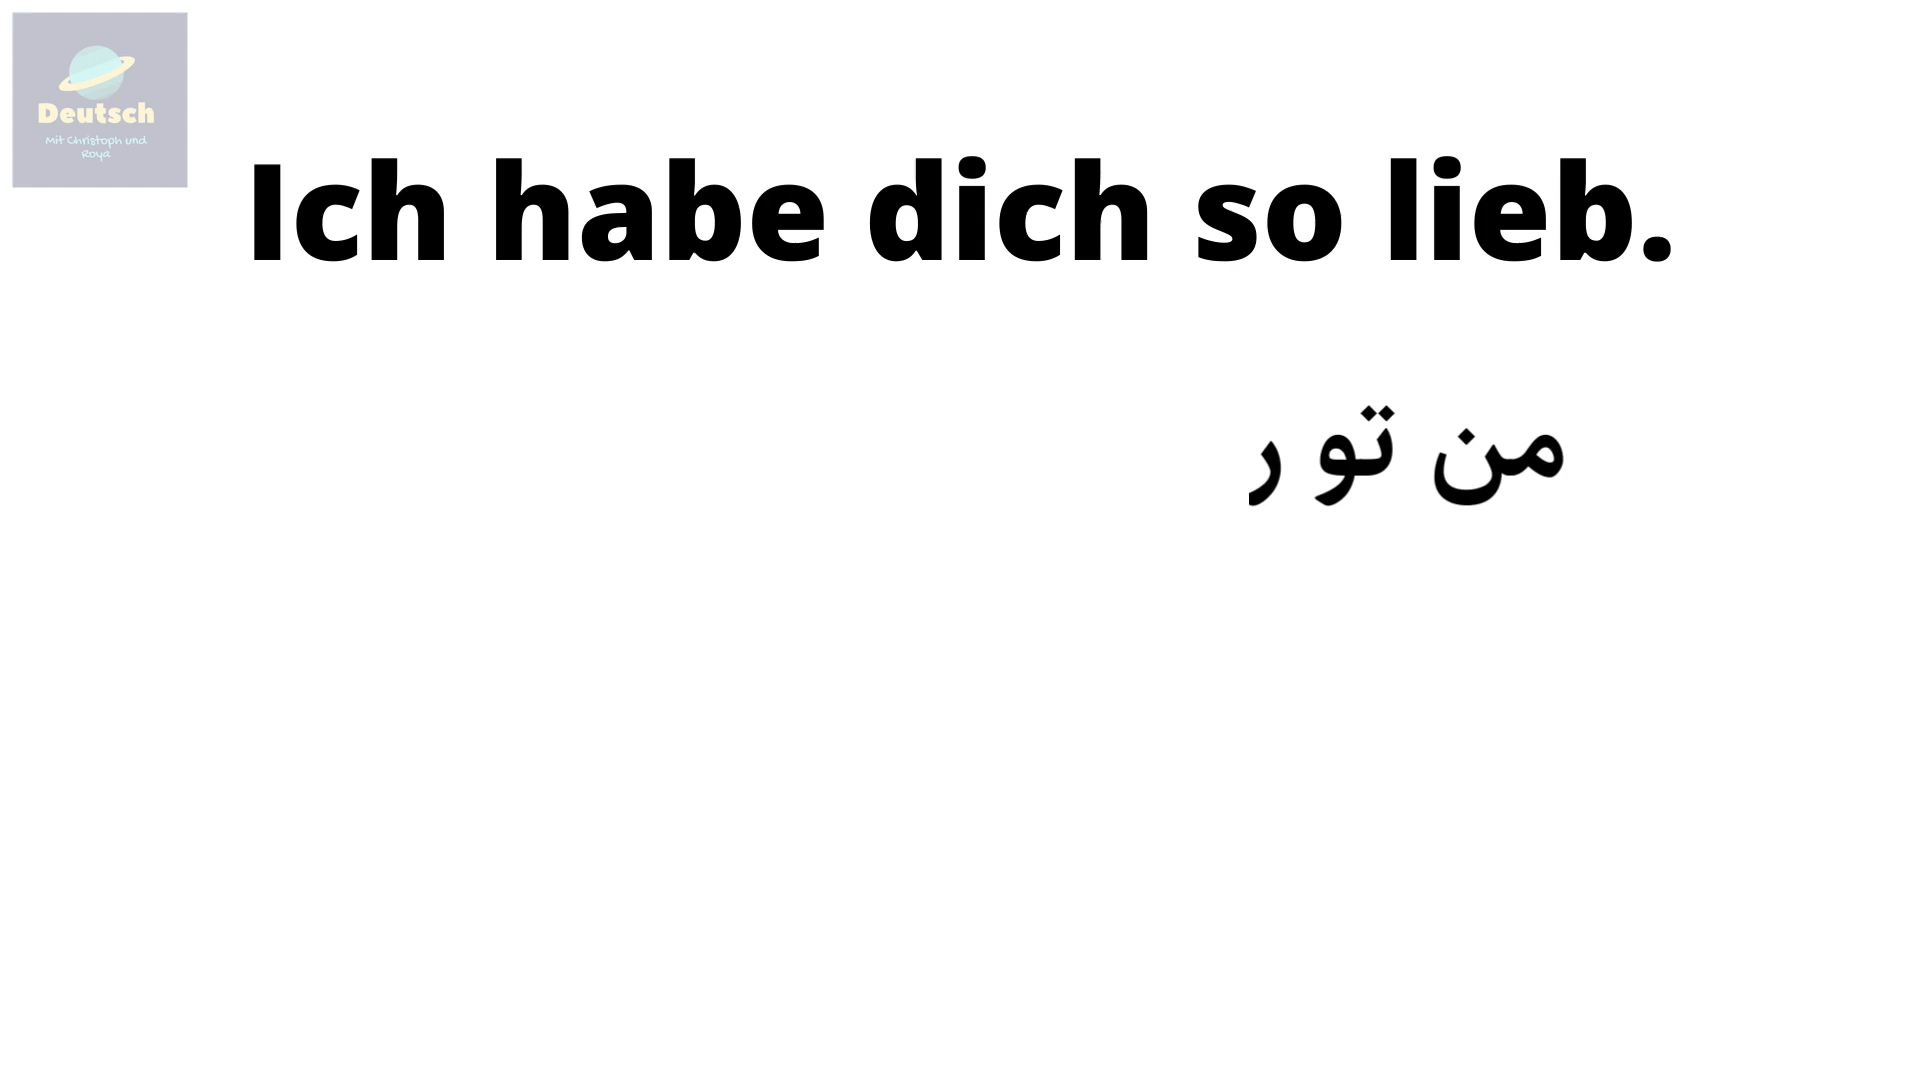 Deutsch
Mit Christoph und
Roya
Ich habe dich so lieb.
من تو ر